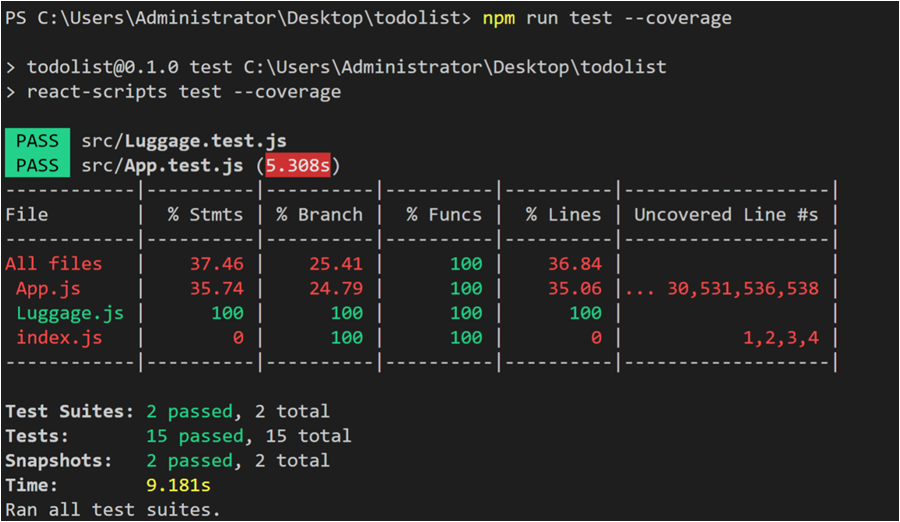 PS C:\Users\Administrator\Desktop\todolist> npm run test --coverage
> todolist@0.1.0 test C:\Users\Administrator\Desktop\todolist
> react-scripts test --coverage
PASS src/Luggage.test.js
PASS src/App.test.js (5.308s)
------------|----------|----------|----------|----------|-------------------|
File | % Stmts | % Branch | % Funcs | % Lines | Uncovered Line #s |
------------|----------|----------|----------|----------|-------------------|
All files | 37.46 | 25.41 | 100 | 36.84 | |
App.js | 35.74 | 24.79 | 100 | 35.06 |... 30,531,536,538 |
Luggage.js | 100 | 100 | 100 | 100 | |
index.js | 0 | 100 | 100 | 0 | 1,2,3,4 |
------------|----------|----------|----------|----------|-------------------|
Test Suites: 2 passed, 2 total
Tests: 15 passed, 15 total
Snapshots: 2 passed, 2 total
Time: 9.181s
Ran all test suites.